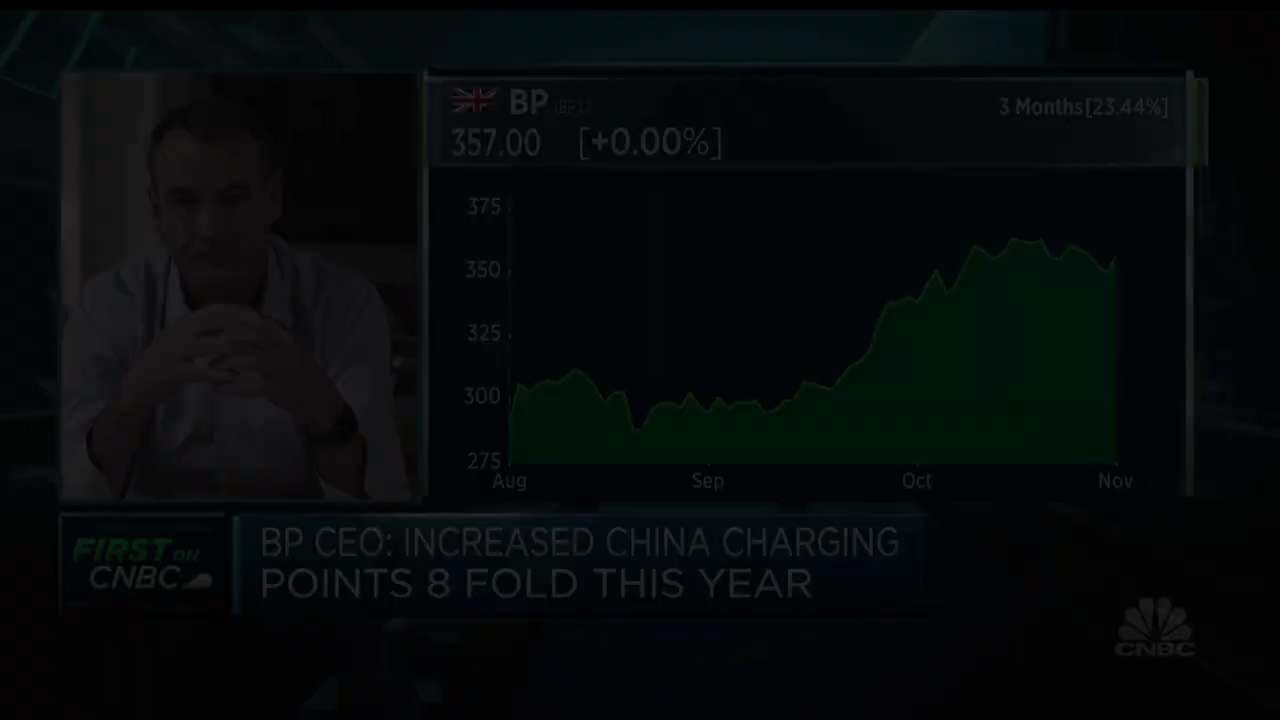 BP (BP.L)
3 Months[23.44%]
357.00 [+0.00%]
375
350
325
300
275
Aug Sep Oct Nov
FIRST ON
CNBC
BP CEO: INCREASED CHINA CHARGING
POINTS 8 FOLD THIS YEAR
CNBC